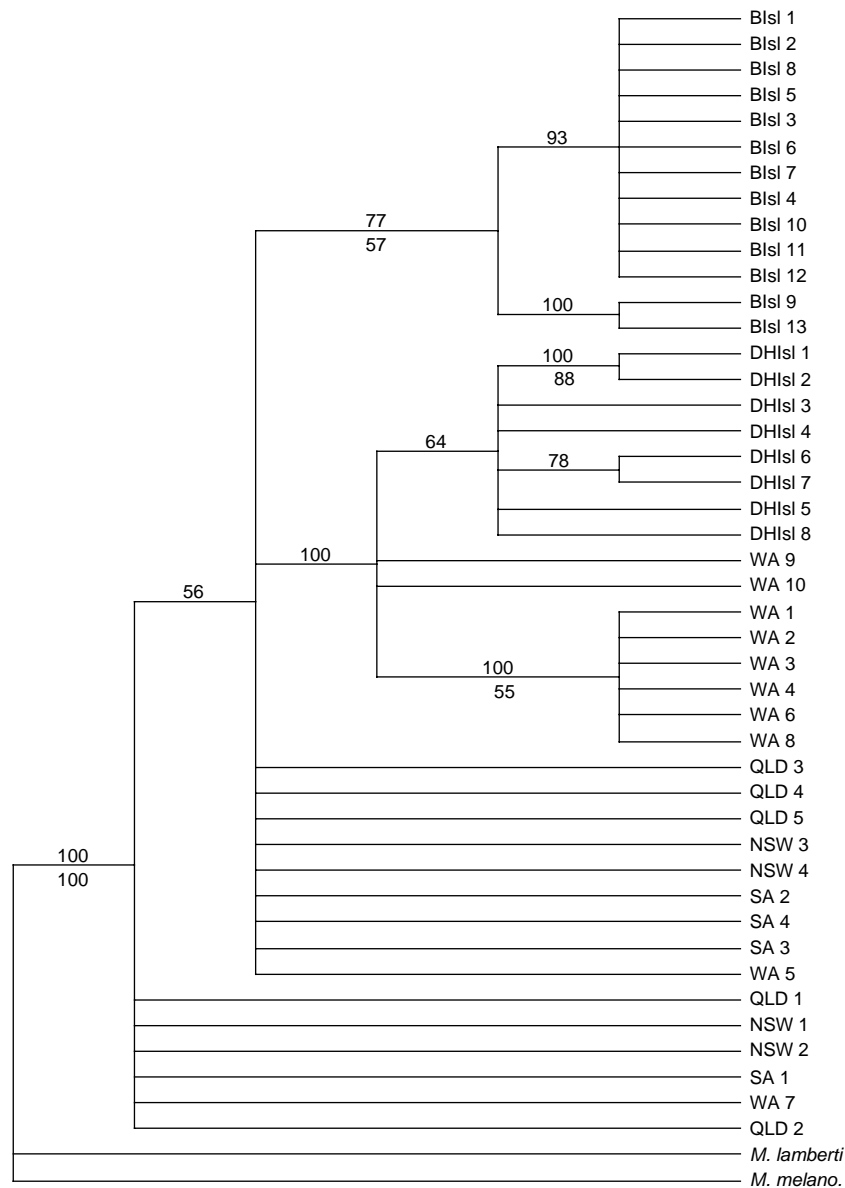 BIsl 1
BIsl 2
BIsl 8
BIsl 5
BIsl 3
93
BIsl 6
BIsl 7
BIsl 4
77
BIsl 10
57
BIsl 11
BIsl 12
100
BIsl 9
BIsl 13
100
DHIsl 1
88
DHIsl 2
DHIsl 3
DHIsl 4
64
78
DHIsl 6
DHIsl 7
DHIsl 5
DHIsl 8
100
WA 9
WA 10
56
WA 1
WA 2
100
WA 3
55
WA 4
WA 6
WA 8
QLD 3
QLD 4
QLD 5
NSW 3
100
NSW 4
100
SA 2
SA 4
SA 3
WA 5
QLD 1
NSW 1
NSW 2
SA 1
WA 7
QLD 2
M. lamberti
M. melano.